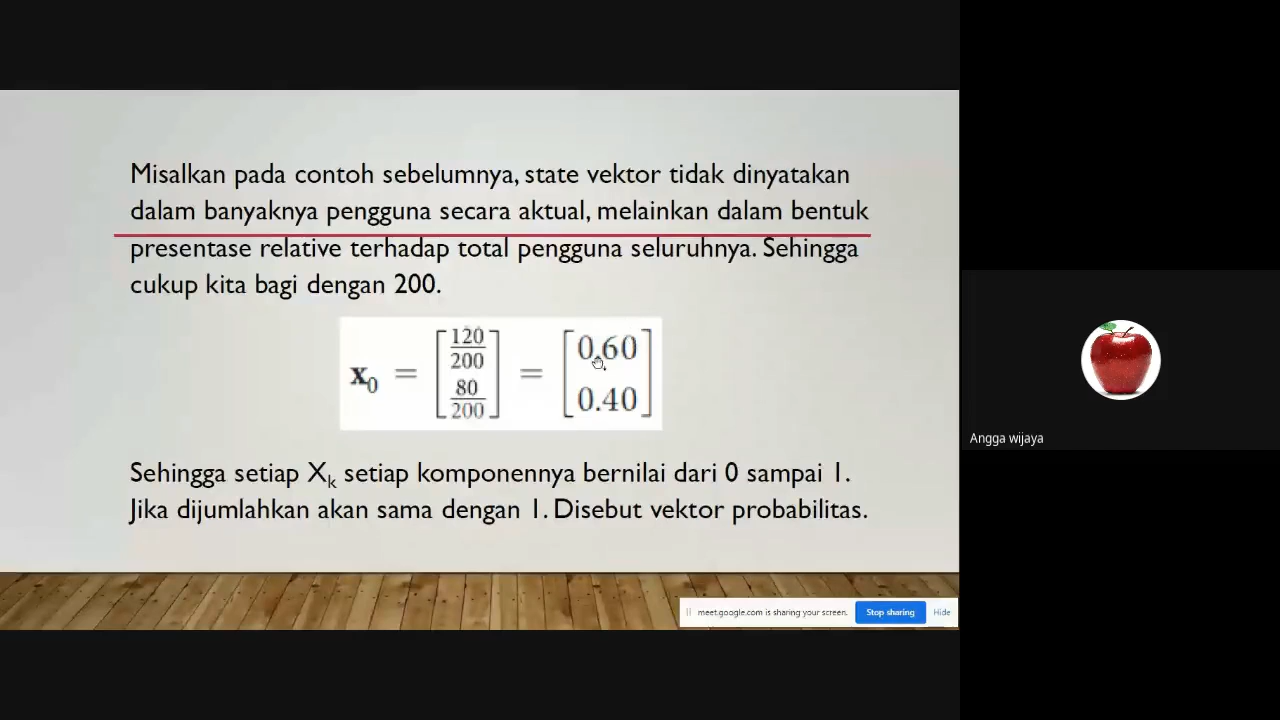 Misalkan pada contoh sebelumnya, state vektor tidak dinyatakan
dalam banyaknya pengguna secara aktual, melainkan dalam bentuk
presentase relative terhadap total pengguna seluruhnya. Sehingga
cukup kita bagi dengan 200.
x₀ = [120/200 80/200] = [0.60 0.40]
Sehingga setiap Xₖ setiap komponennya bernilai dari 0 sampai 1.
Jika dijumlahkan akan sama dengan 1. Disebut vektor probabilitas.
meet.google.com is sharing your screen. Stop sharing Hide
Angga wijaya